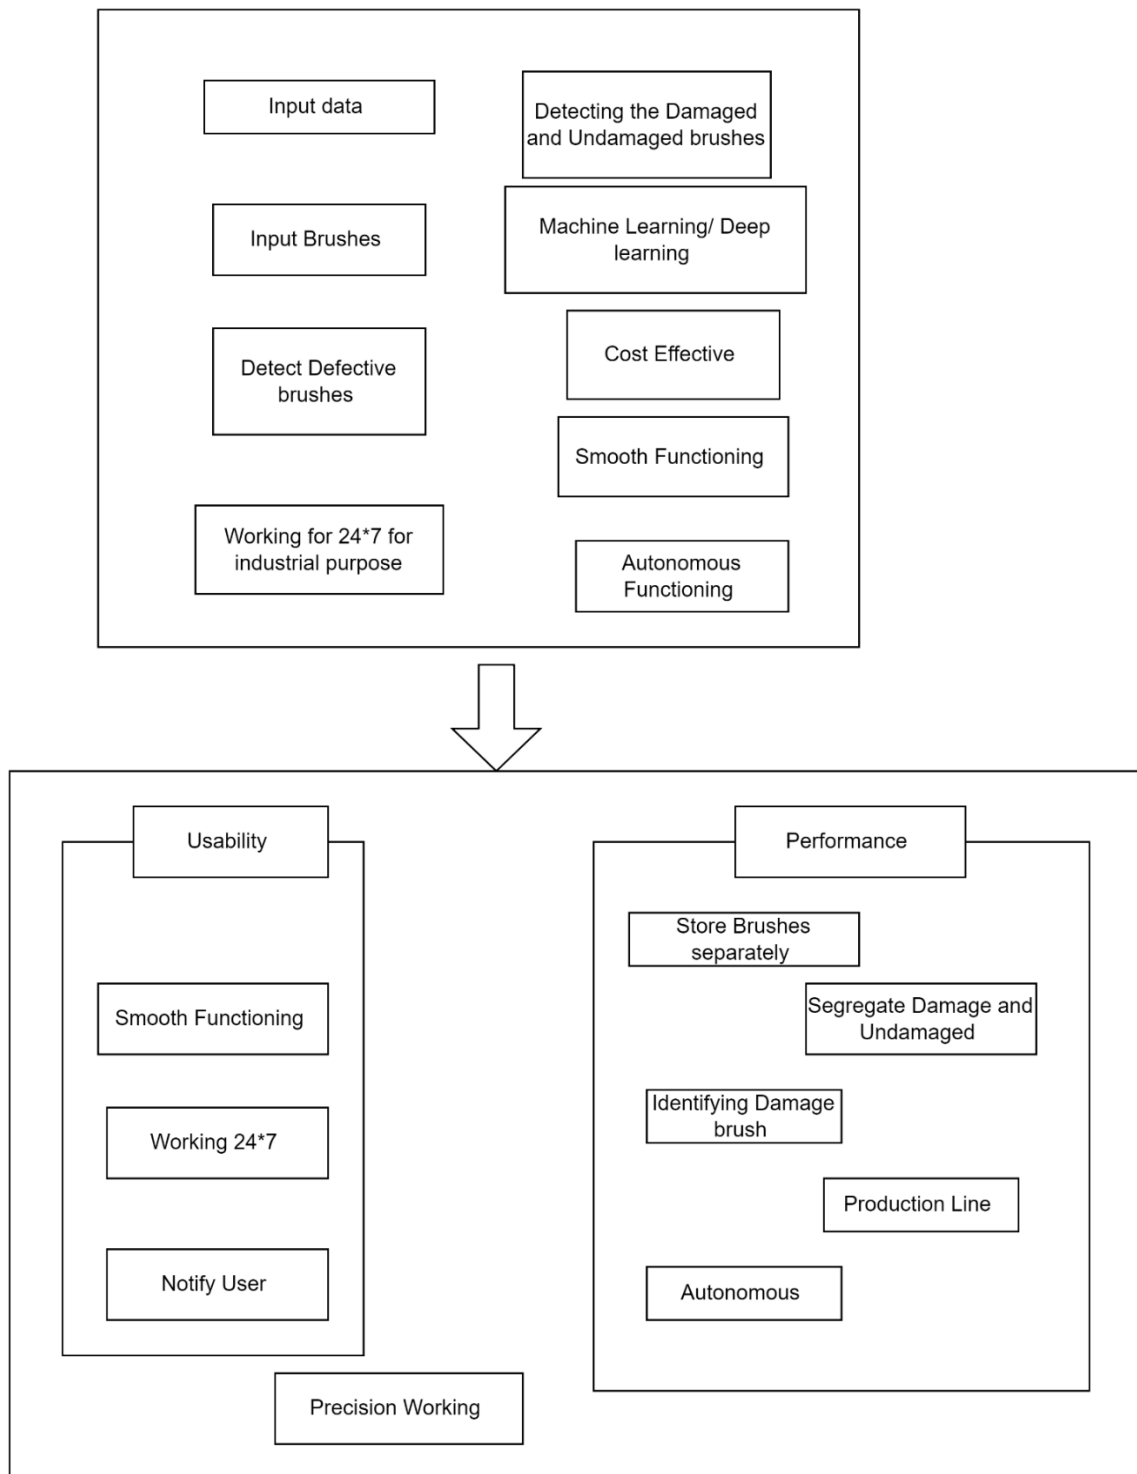 Input data
Input Brushes
Detect Defective
brushes
Working for 24*7 for
industrial purpose
Detecting the Damaged
and Undamaged brushes
Machine Learning/ Deep
learning
Cost Effective
Smooth Functioning
Autonomous
Functioning
Usability
Smooth Functioning
Working 24*7
Notify User
Precision Working
Performance
Store Brushes
separately
Segregate Damage and
Undamaged
Identifying Damage
brush
Production Line
Autonomous